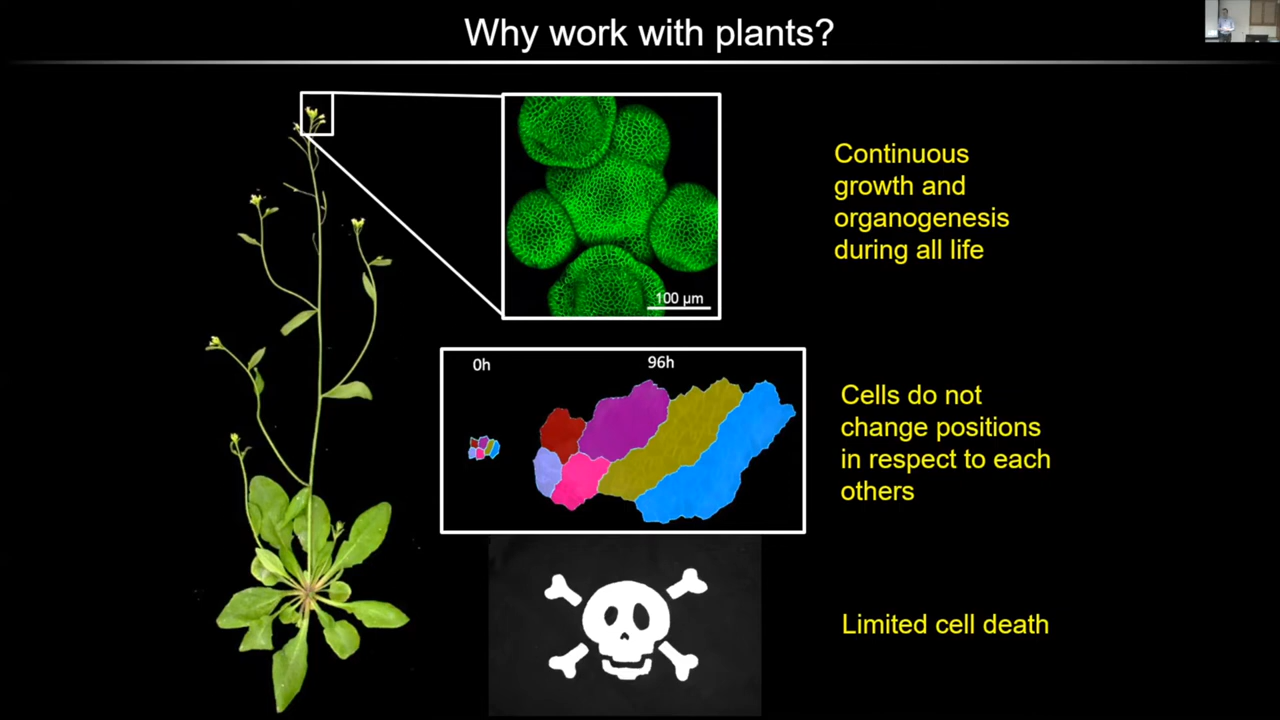 Why work with plants?
100 µm
Continuous
growth and
organogenesis
during all life
0h
96h
Cells do not
change positions
in respect to each
others
Limited cell death